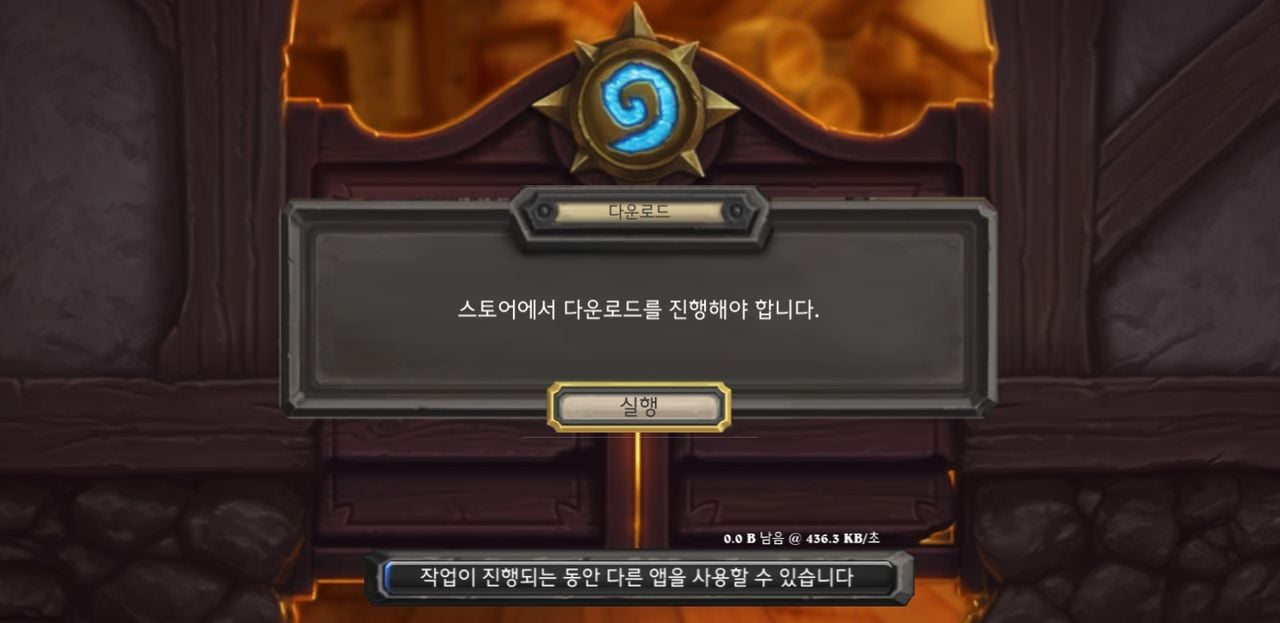 다운로드
스토어에서 다운로드를 진행해야 합니다.
실행
0.0 B 남음 @ 436.3 KB/초
작업이 진행되는 동안 다른 앱을 사용할 수 있습니다